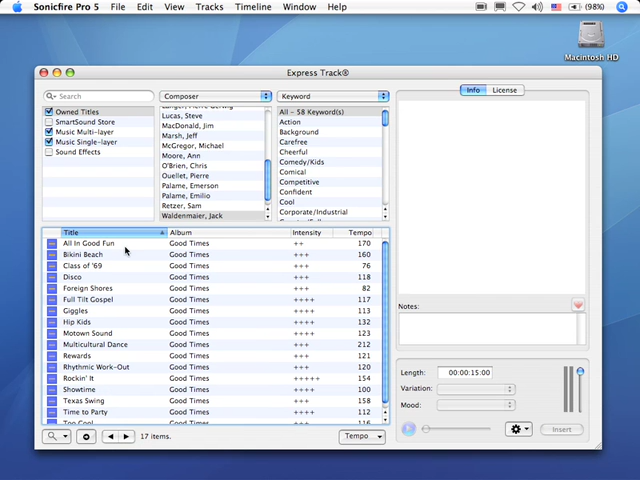 Sonicfire Pro 5 File Edit View Tracks Timeline Window Help (98%)
Macintosh HD
Express Track®
Search
Composer
Keyword
Info License
Owned Titles
SmartSound Store
Music Multi-layer
Music Single-layer
Sound Effects
Lucas, Steve
MacDonald, Jim
Marsh, Jeff
McGregor, Michael
Moore, Ann
O'Brien, Chris
Ouellet, Pierre
Palame, Emerson
Palame, Emilio
Retzer, Sam
Waldenmaier, Jack
All - 58 Keyword(s)
Action
Background
Carefree
Cheerful
Comedy/Kids
Comical
Competitive
Confident
Cool
Corporate/Industrial
Title Album Intensity Tempo
All In Good Fun Good Times ++ 170
Bikini Beach Good Times +++ 160
Class of '69 Good Times +++ 76
Disco Good Times +++ 118
Foreign Shores Good Times +++ 82
Full Tilt Gospel Good Times ++++ 117
Giggles Good Times ++++ 113
Hip Kids Good Times ++++ 132
Motown Sound Good Times ++++ 123
Multicultural Dance Good Times ++++ 212
Rewards Good Times +++ 121
Rhythmic Work-Out Good Times ++++ 120
Rockin' It Good Times +++++ 154
Showtime Good Times ++++ 100
Texas Swing Good Times +++ 158
Time to Party Good Times ++++ 112
Too Cool Good Times 116
17 items.
Tempo
Notes:
Length: 00:00:15:00
Variation:
Mood:
Insert